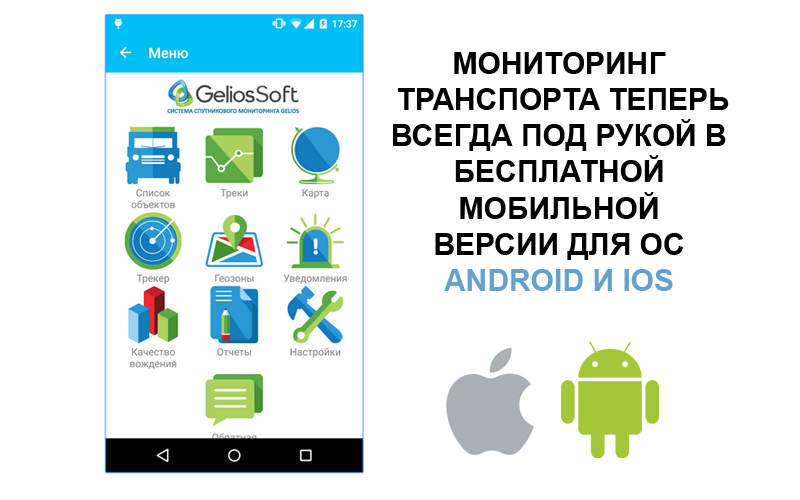 17:37
Меню
GeliosSoft
СИСТЕМА СПУТНИКОВОГО МОНИТОРИНГА GELIOS
Список
объектов
Треки
Карта
Трекер
Геозоны
Уведомления
Качество
вождения
Отчеты
Настройки
Обратная
МОНИТОРИНГ
ТРАНСПОРТА ТЕПЕРЬ
ВСЕГДА ПОД РУКОЙ В
БЕСПЛАТНОЙ
МОБИЛЬНОЙ
ВЕРСИИ ДЛЯ ОС
ANDROID И IOS